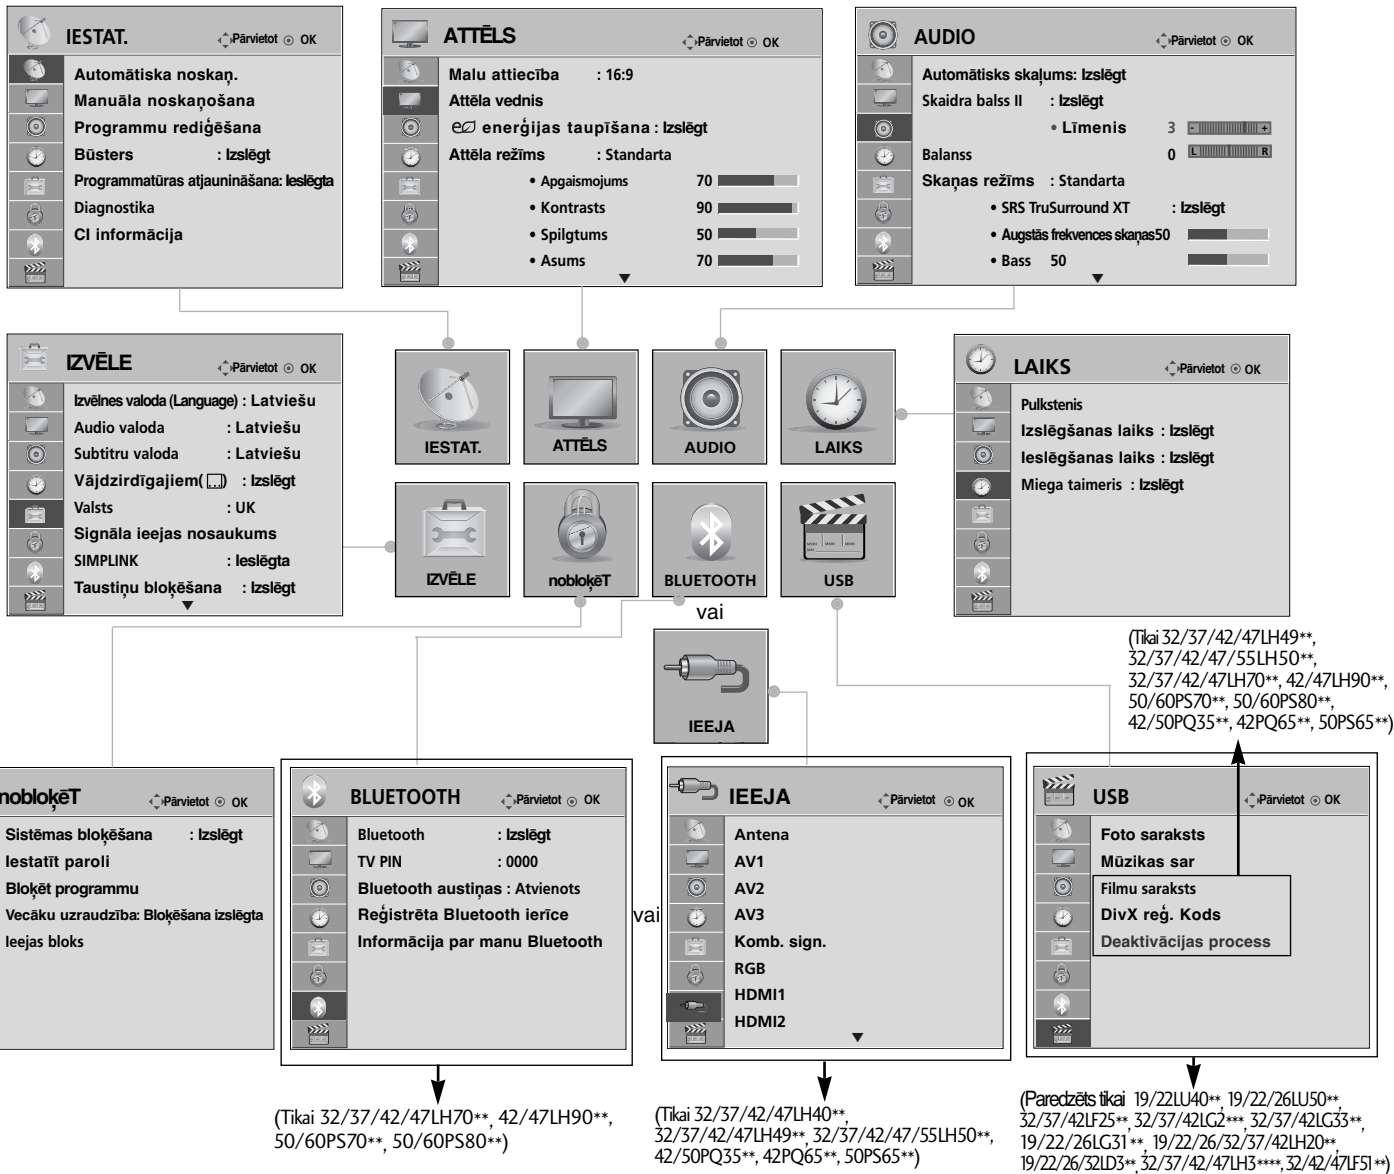 IESTAT. Pārvietot OK
Automātiska noskaņ.
Manuāla noskaņošana
Programmu rediģēšana
Būsters : Izslēgt
Programmatūras atjaunināšana: Ieslēgta
Diagnostika
CI informācija
ATTĒLS Pārvietot OK
Malu attiecība : 16:9
Attēla vednis
eco enerģijas taupīšana : Izslēgt
Attēla režīms : Standarta
• Apgaismojums 70
• Kontrasts 90
• Spilgtums 50
• Asums 70
▼
AUDIO Pārvietot OK
Automātisks skaļums: Izslēgt
Skaidra balss II : Izslēgt
• Līmenis 3 - +
Balanss 0 L R
Skaņas režīms : Standarta
• SRS TruSurround XT : Izslēgt
• Augstās frekvences skaņas50
• Bass 50
▼
IZVĒLE Pārvietot OK
Izvēlnes valoda (Language) : Latviešu
Audio valoda : Latviešu
Subtitru valoda : Latviešu
Vājdzirdīgajiem( ) : Izslēgt
Valsts : UK
Signāla ieejas nosaukums
SIMPLINK : Ieslēgta
Taustiņu bloķēšana : Izslēgt
▼
IESTAT.
ATTĒLS
AUDIO
LAIKS
IZVĒLE
nobloķēT
BLUETOOTH
USB
vai
IEEJA
LAIKS Pārvietot OK
Pulkstenis
Izslēgšanas laiks : Izslēgt
Ieslēgšanas laiks : Izslēgt
Miega taimeris : Izslēgt
(Tikai 32/37/42/47LH49**,
32/37/42/47/55LH50**,
32/37/42/47LH70**, 42/47LH90**,
50/60PS70**, 50/60PS80**,
42/50PQ35**, 42PQ65**, 50PS65**)
nobloķēT Pārvietot OK
Sistēmas bloķēšana : Izslēgt
Iestatīt paroli
Bloķēt programmu
Vecāku uzraudzība: Bloķēšana izslēgta
Ieejas bloks
BLUETOOTH Pārvietot OK
Bluetooth : Izslēgt
TV PIN : 0000
Bluetooth austiņas : Atvienots
Reģistrēta Bluetooth ierīce
Informācija par manu Bluetooth
vai
IEEJA Pārvietot OK
Antena
AV1
AV2
AV3
Komb. sign.
RGB
HDMI1
HDMI2
▼
USB Pārvietot OK
Foto saraksts
Mūzikas sar
Filmu saraksts
DivX reģ. Kods
Deaktivācijas process
(Tikai 32/37/42/47LH70**, 42/47LH90**,
50/60PS70**, 50/60PS80**)
(Tikai 32/37/42/47LH40**,
32/37/42/47LH49**, 32/37/42/47/55LH50**,
42/50PQ35**, 42PQ65**, 50PS65**)
(Paredzēts tikai 19/22LU40**, 19/22/26LU50**,
32/37/42LF25**, 32/37/42LG2***, 32/37/42LG33**,
19/22/26LG31**, 19/22/26/32/37/42LH20**,
19/22/26/32LD3**, 32/37/42/47LH3****, 32/42/47LF51**)